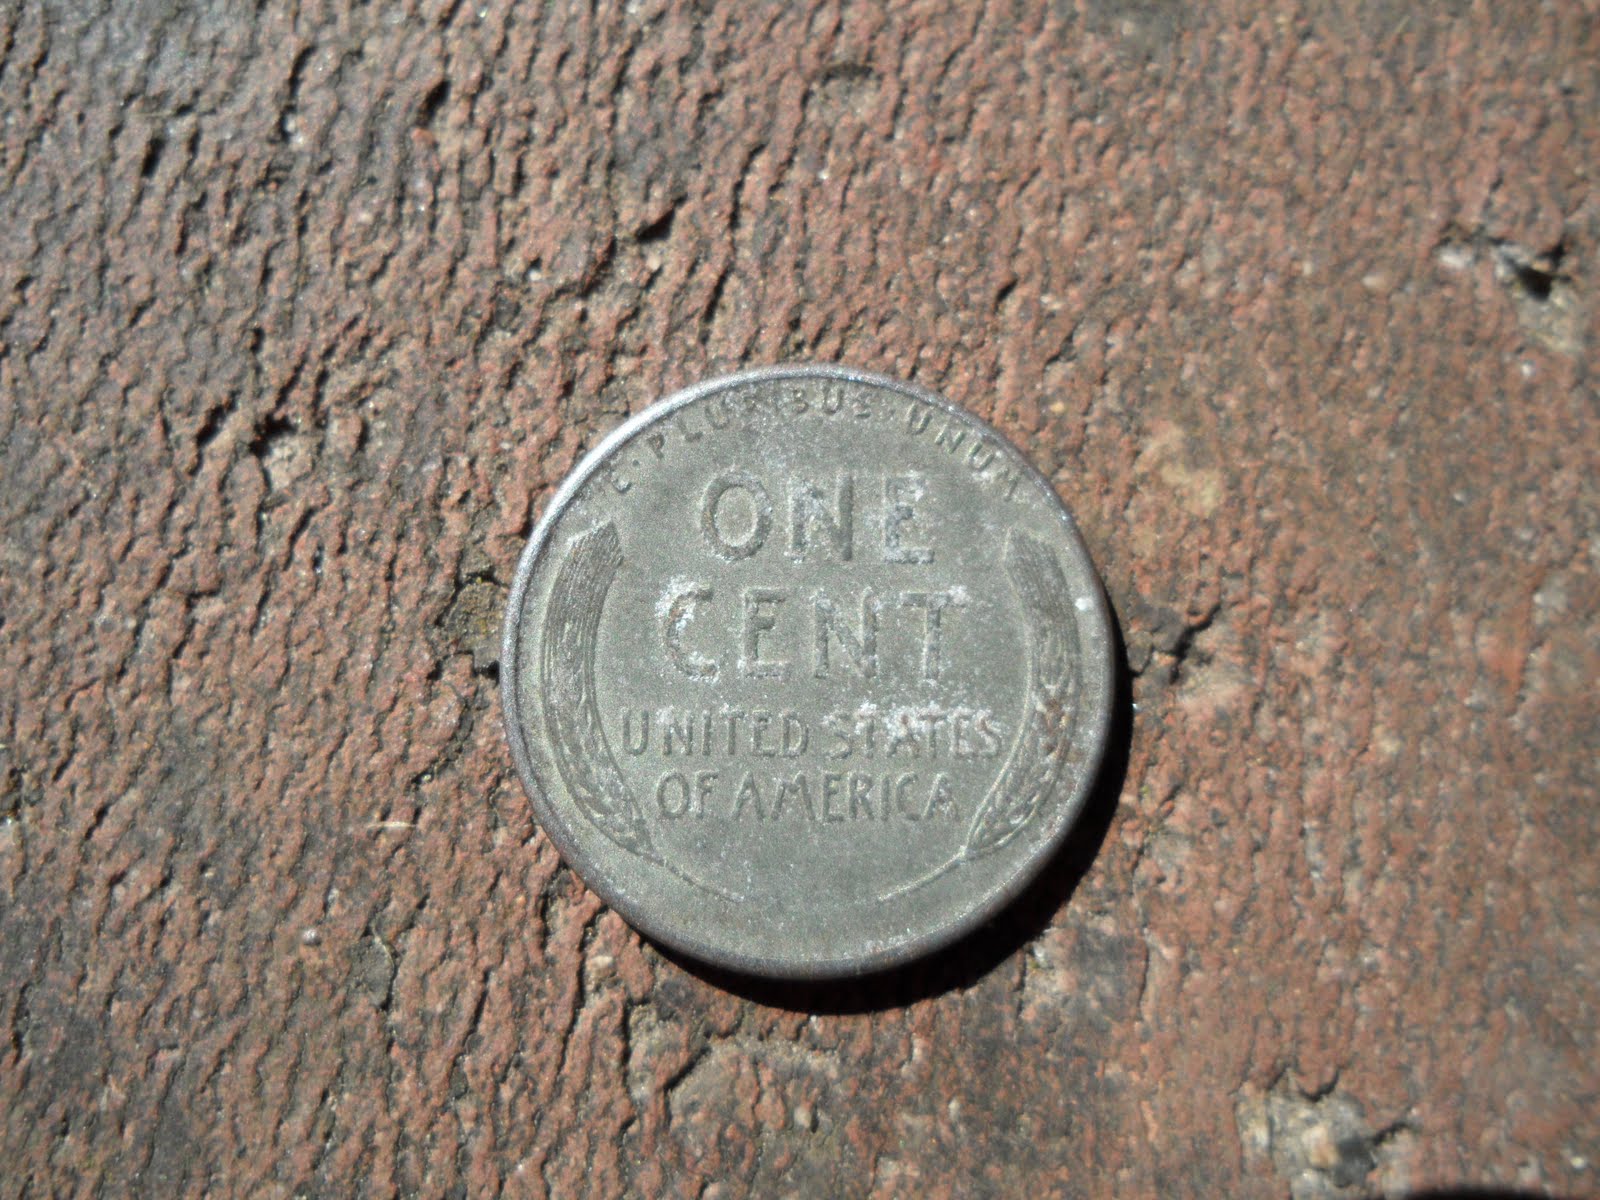 E·PLURIBUS·UNUM
ONE
CENT
UNITED STATES
OF AMERICA